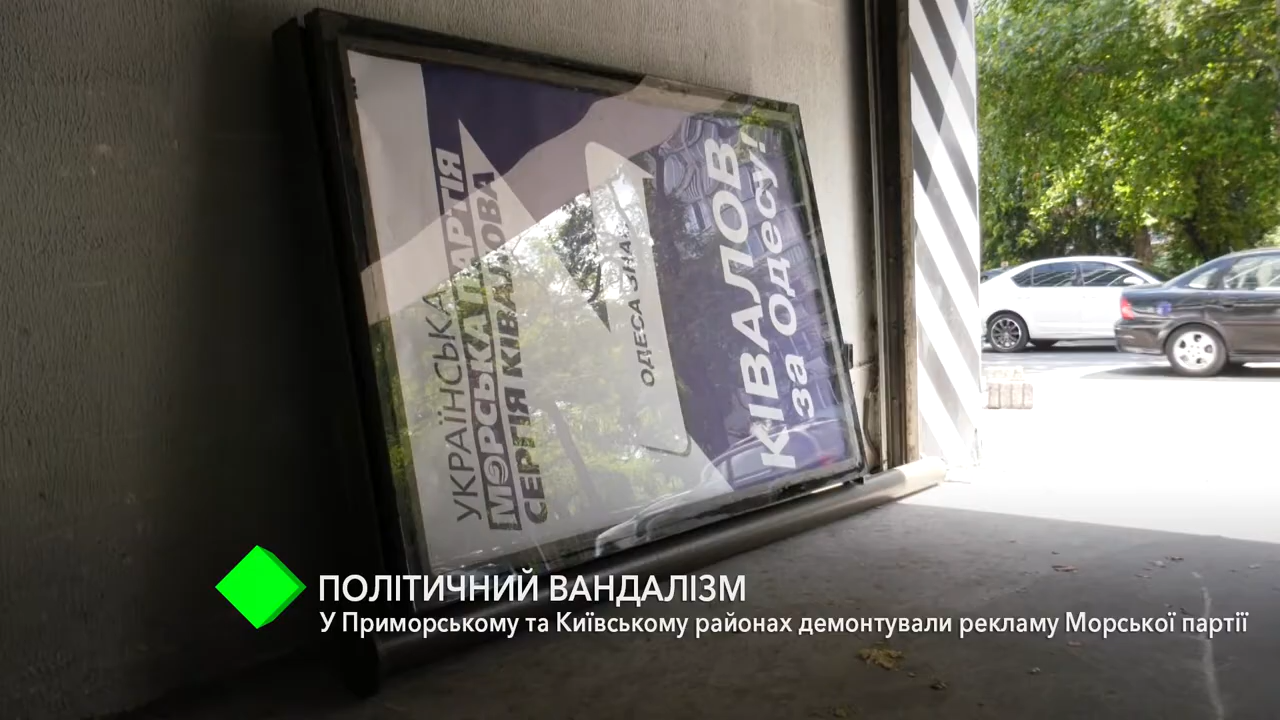 УКРАЇНСЬКА
МОРСЬКА ПАРТІЯ
СЕРГІЯ КІВАЛОВА
ОДЕСА ЗНАЄ
КІВАЛОВ
за Одесу!
ПОЛІТИЧНИЙ ВАНДАЛІЗМ
У Приморському та Київському районах демонтували рекламу Морської партії